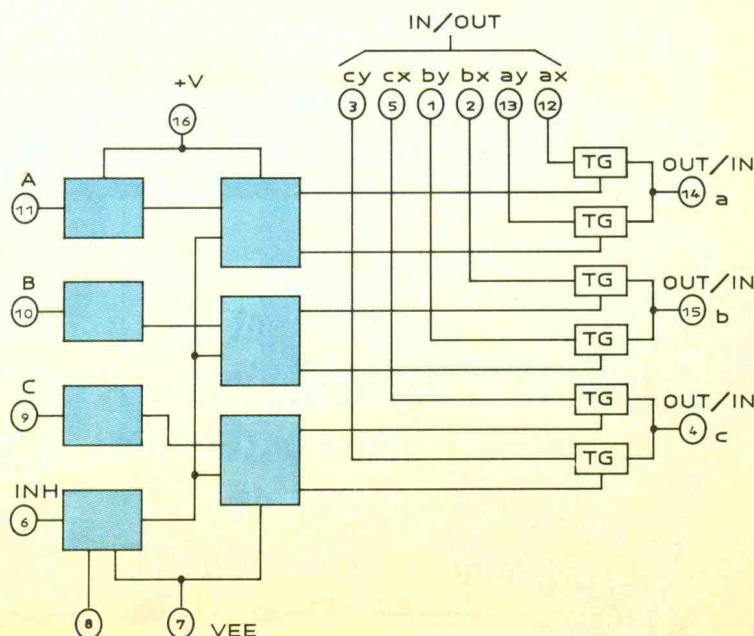 IN/OUT
cy cx by bx ay ax
3 5 1 2 13 12
+V
16
TG
OUT/IN
A
11
14 a
TG
B
TG
OUT/IN
10
15 b
TG
C
TG
OUT/IN
9
4 c
TG
INH
6
8 7 VEE